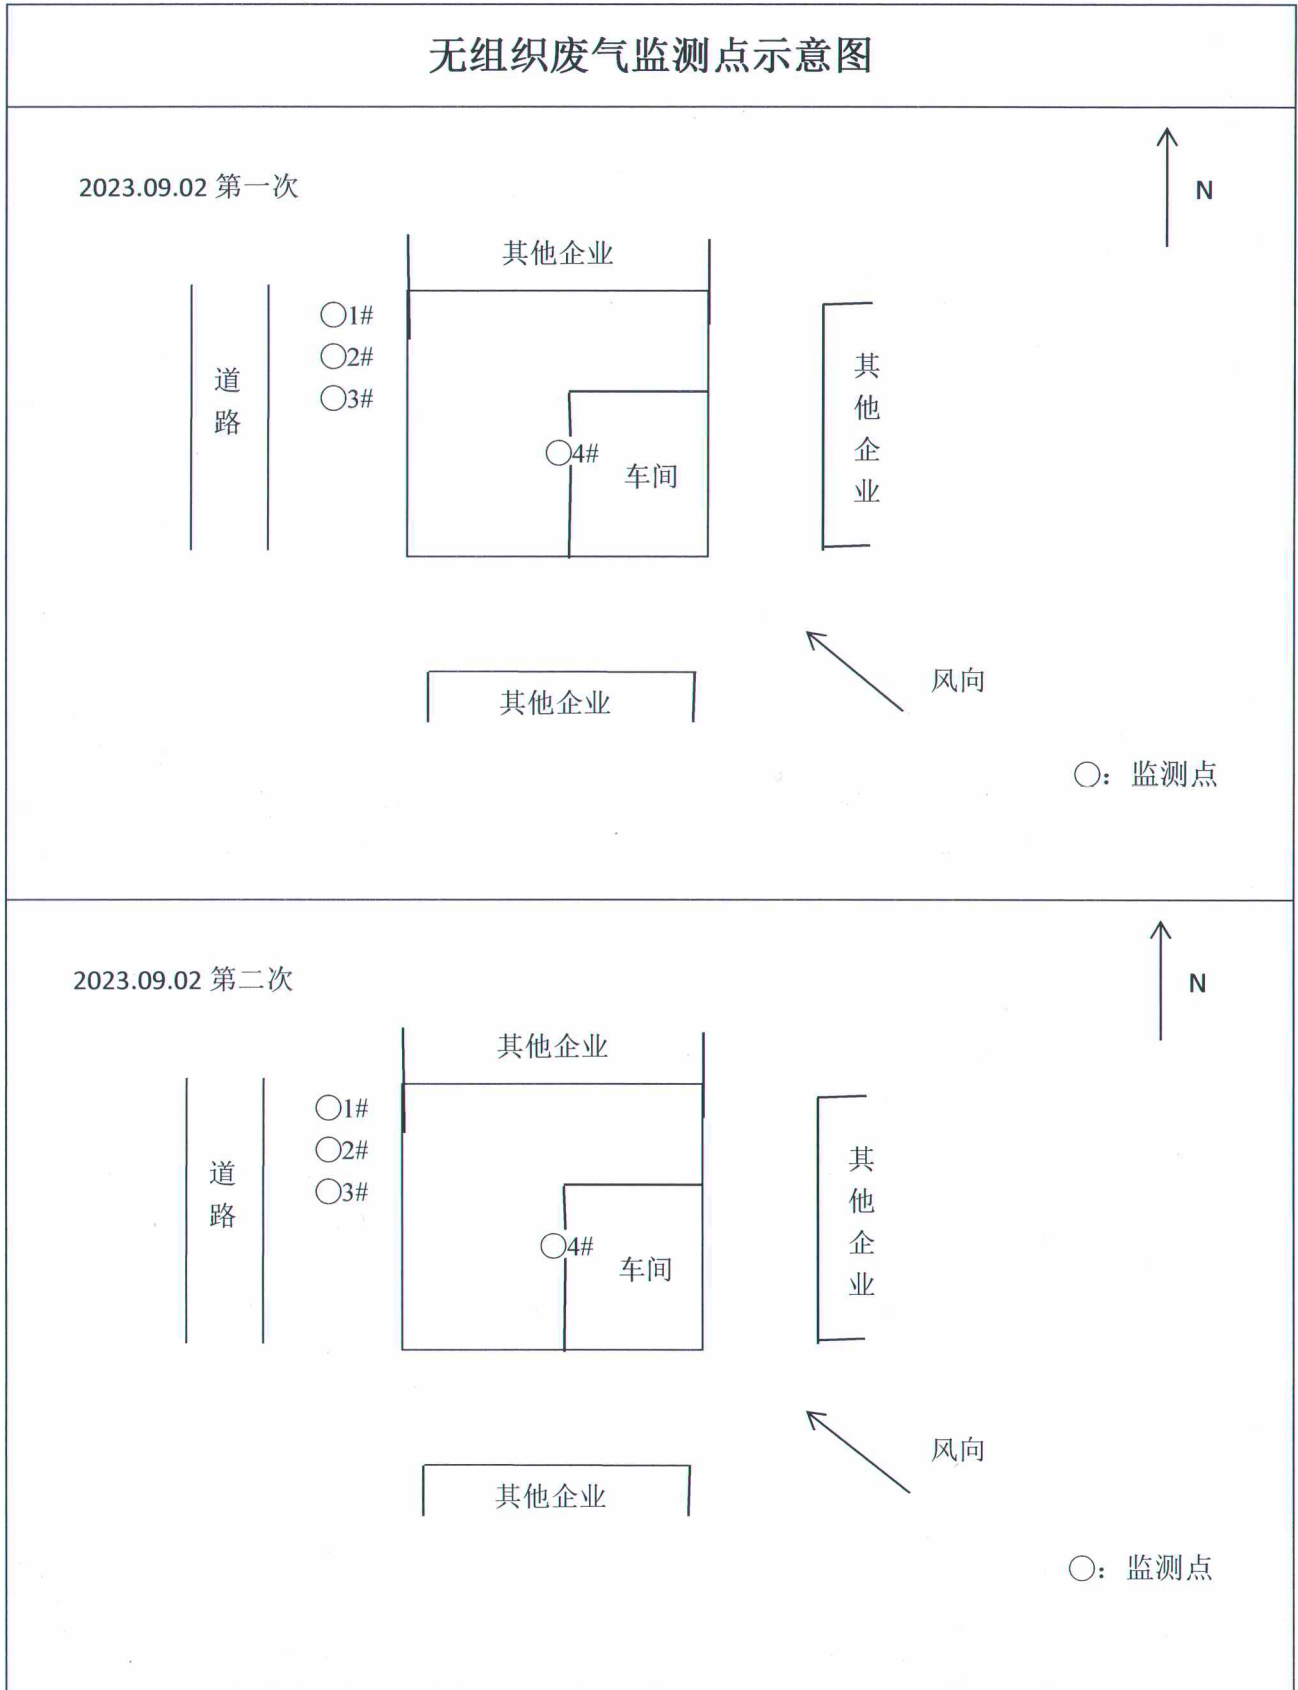 无组织废气监测点示意图
2023.09.02 第一次
N
其他企业
○1#
○2#
○3#
道路
其他企业
○4#
车间
风向
其他企业
○：监测点
2023.09.02 第二次
N
其他企业
○1#
○2#
○3#
道路
其他企业
○4#
车间
风向
其他企业
○：监测点